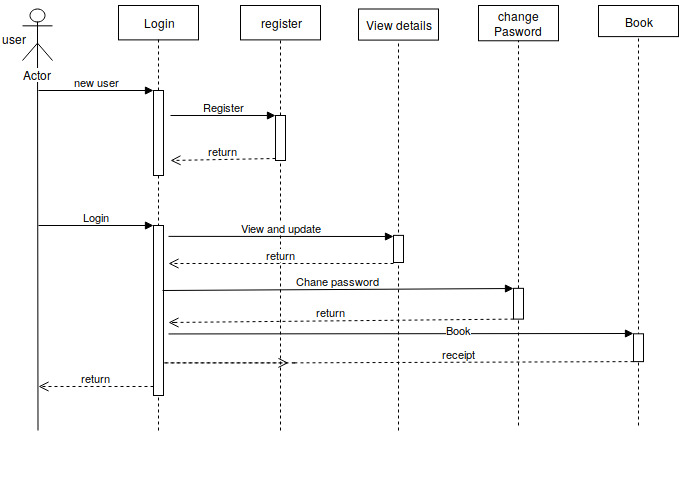 Login
register
View details
change
Pasword
Book
user
Actor
new user
Register
return
Login
View and update
return
Chane password
return
Book
receipt
return